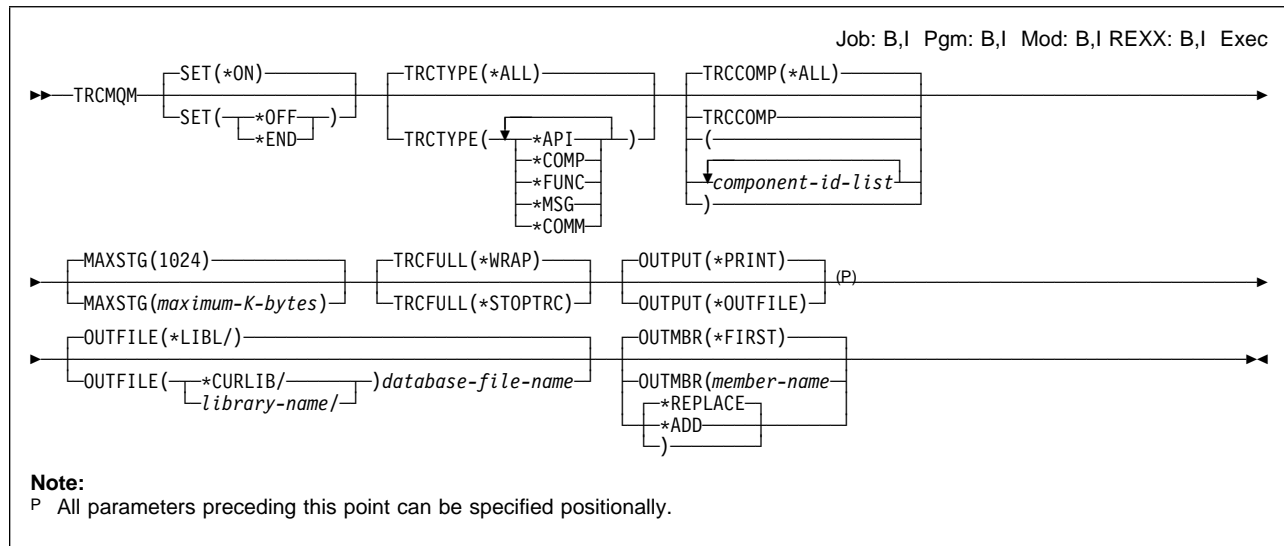 Job: B,I Pgm: B,I Mod: B,I REXX: B,I Exec
SET(*ON) TRCTYPE(*ALL) TRCCOMP(*ALL)
TRCMQM
SET( *OFF ) TRCTYPE( *API ) TRCCOMP
*END *COMP (
*FUNC component-id-list
*MSG )
*COMM
MAXSTG(1024) TRCFULL(*WRAP) OUTPUT(*PRINT) (P)
MAXSTG(maximum-K-bytes) TRCFULL(*STOPTRC) OUTPUT(*OUTFILE)
OUTFILE(*LIBL/) OUTMBR(*FIRST)
OUTFILE( *CURLIB/ )database-file-name OUTMBR(member-name
library-name/ *REPLACE
*ADD
)
Note:
P All parameters preceding this point can be specified positionally.